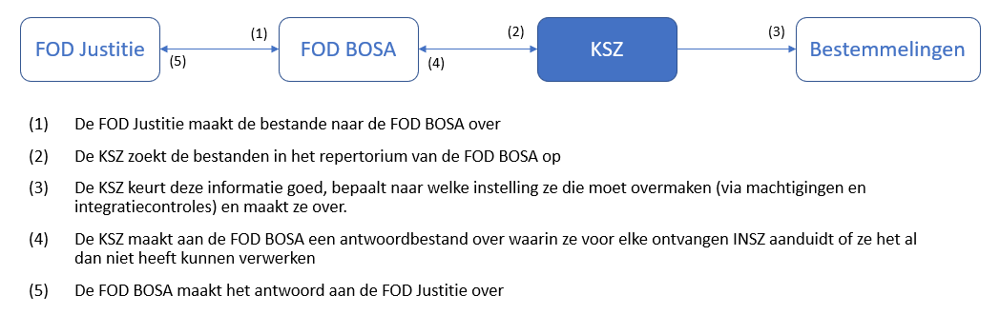 FOD Justitie (1) FOD BOSA (2) KSZ (3) Bestemmelingen
(5) (4)
(1) De FOD Justitie maakt de bestande naar de FOD BOSA over
(2) De KSZ zoekt de bestanden in het repertorium van de FOD BOSA op
(3) De KSZ keurt deze informatie goed, bepaalt naar welke instelling ze die moet overmaken (via machtigingen en
integratiecontroles) en maakt ze over.
(4) De KSZ maakt aan de FOD BOSA een antwoordbestand over waarin ze voor elke ontvangen INSZ aanduidt of ze het al
dan niet heeft kunnen verwerken
(5) De FOD BOSA maakt het antwoord aan de FOD Justitie over